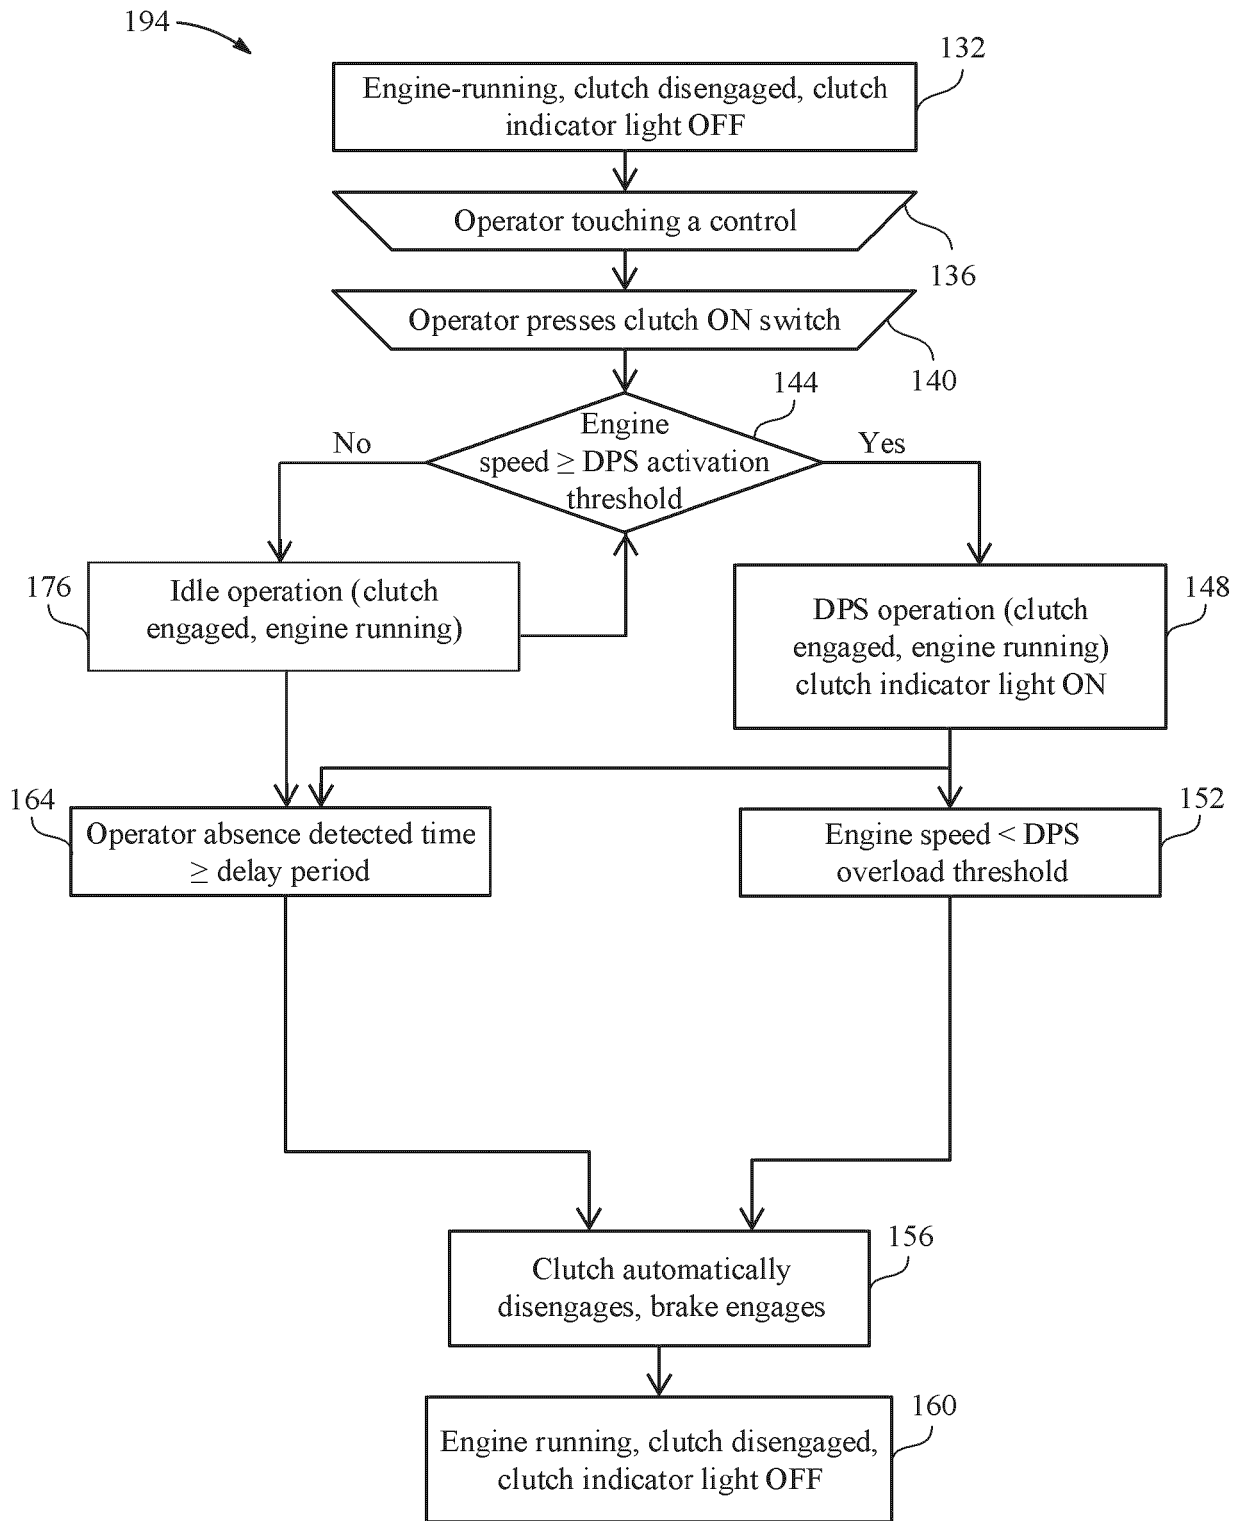 194
132
Engine-running, clutch disengaged, clutch
indicator light OFF
Operator touching a control
136
Operator presses clutch ON switch
140
144
Engine
speed ≥ DPS activation
threshold
No
Yes
176
Idle operation (clutch
engaged, engine running)
148
DPS operation (clutch
engaged, engine running)
clutch indicator light ON
164
Operator absence detected time
≥ delay period
152
Engine speed < DPS
overload threshold
156
Clutch automatically
disengages, brake engages
160
Engine running, clutch disengaged,
clutch indicator light OFF